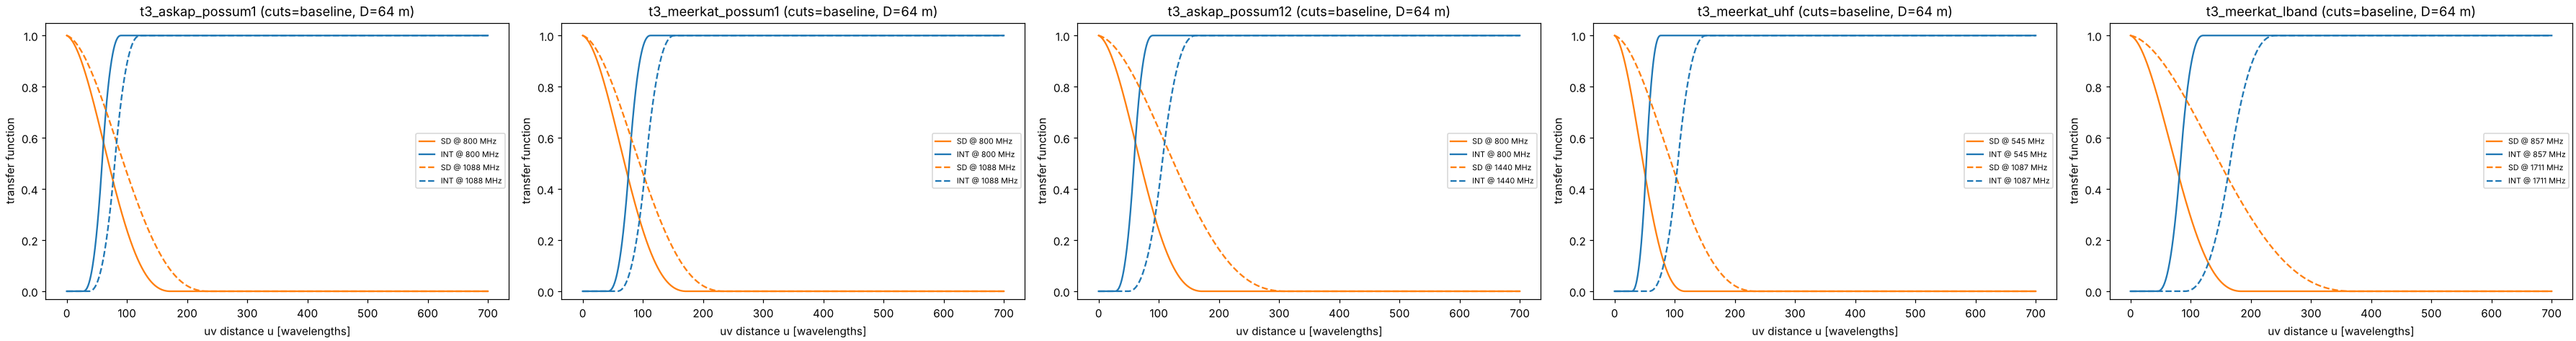 t3_askap_possum1 (cuts=baseline, D=64 m)
transfer function
1.0
0.8
0.6
0.4
0.2
0.0
SD @ 800 MHz
INT @ 800 MHz
SD @ 1088 MHz
INT @ 1088 MHz
0 100 200 300 400 500 600 700
uv distance u [wavelengths]
t3_meerkat_possum1 (cuts=baseline, D=64 m)
transfer function
1.0
0.8
0.6
0.4
0.2
0.0
SD @ 800 MHz
INT @ 800 MHz
SD @ 1088 MHz
INT @ 1088 MHz
0 100 200 300 400 500 600 700
uv distance u [wavelengths]
t3_askap_possum12 (cuts=baseline, D=64 m)
transfer function
1.0
0.8
0.6
0.4
0.2
0.0
SD @ 800 MHz
INT @ 800 MHz
SD @ 1440 MHz
INT @ 1440 MHz
0 100 200 300 400 500 600 700
uv distance u [wavelengths]
t3_meerkat_uhf (cuts=baseline, D=64 m)
transfer function
1.0
0.8
0.6
0.4
0.2
0.0
SD @ 545 MHz
INT @ 545 MHz
SD @ 1087 MHz
INT @ 1087 MHz
0 100 200 300 400 500 600 700
uv distance u [wavelengths]
t3_meerkat_lband (cuts=baseline, D=64 m)
transfer function
1.0
0.8
0.6
0.4
0.2
0.0
SD @ 857 MHz
INT @ 857 MHz
SD @ 1711 MHz
INT @ 1711 MHz
0 100 200 300 400 500 600 700
uv distance u [wavelengths]